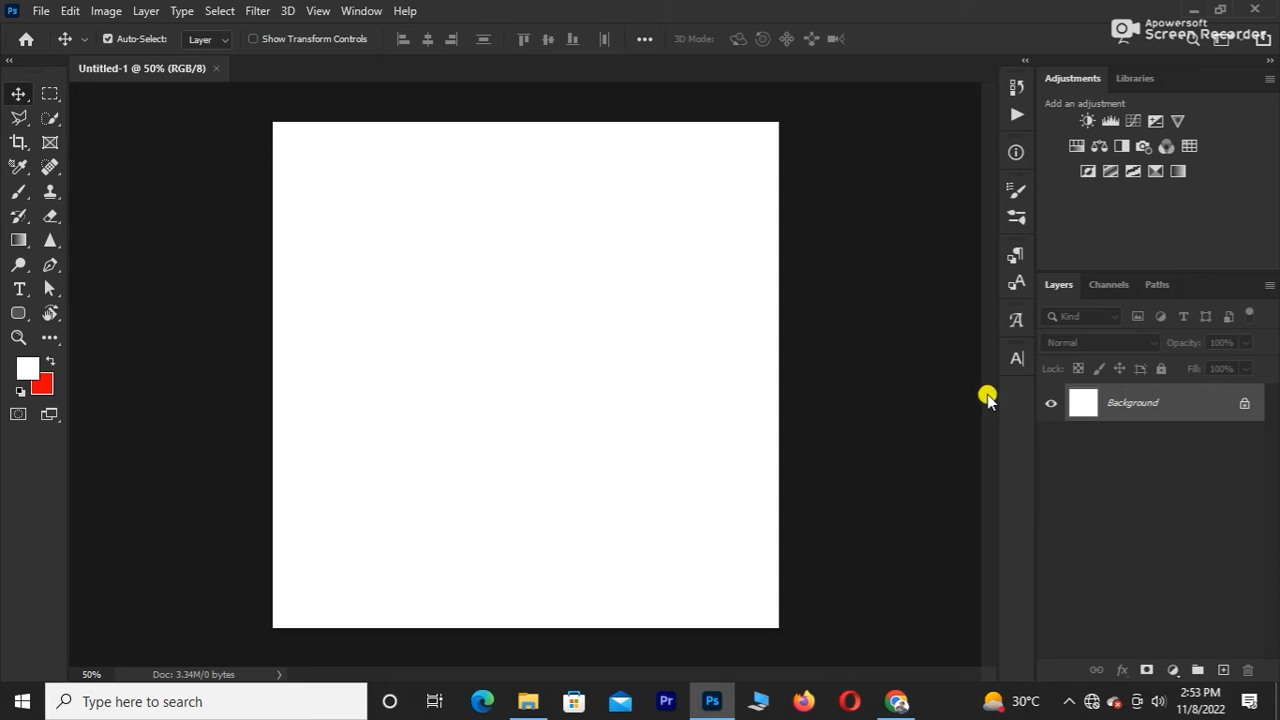 Ps File Edit Image Layer Type Select Filter 3D View Window Help
Auto-Select: Layer Show Transform Controls 3D Mode:
Apowersoft
Screen Recorder
Untitled-1 @ 50% (RGB/8) ×
Adjustments Libraries
Add an adjustment
Layers Channels Paths
Kind
Normal Opacity: 100%
Lock: Fill: 100%
Background
50% Doc: 3.34M/0 bytes
Type here to search
Pr
Ps
30°C
2:53 PM
11/8/2022